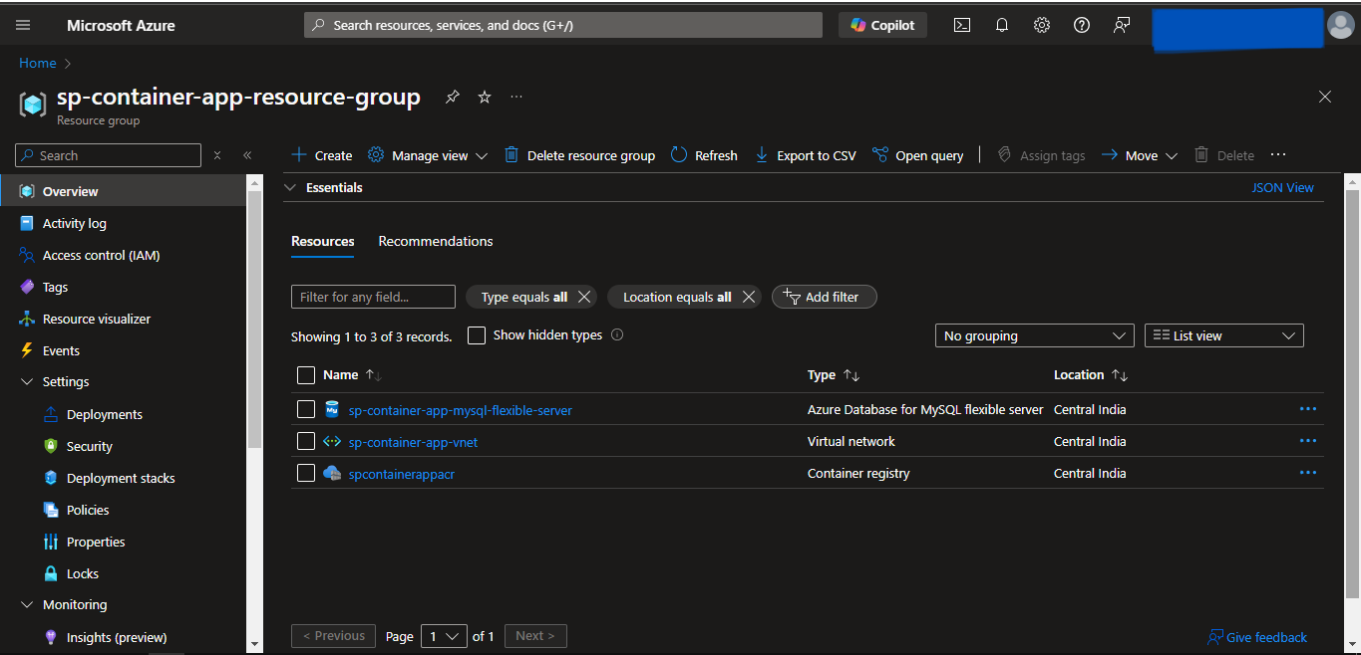 Microsoft Azure
Search resources, services, and docs (G+/)
Copilot
Home >
sp-container-app-resource-group
Resource group
Search
Create
Manage view
Delete resource group
Refresh
Export to CSV
Open query
Assign tags
Move
Delete
Overview
Activity log
Access control (IAM)
Tags
Resource visualizer
Events
Settings
Deployments
Security
Deployment stacks
Policies
Properties
Locks
Monitoring
Insights (preview)
Essentials
JSON View
Resources Recommendations
Filter for any field...
Type equals all
Location equals all
Add filter
Showing 1 to 3 of 3 records.
Show hidden types
No grouping
List view
Name Type Location
sp-container-app-mysql-flexible-server Azure Database for MySQL flexible server Central India
sp-container-app-vnet Virtual network Central India
spcontainerappacr Container registry Central India
< Previous Page 1 of 1 Next >
Give feedback